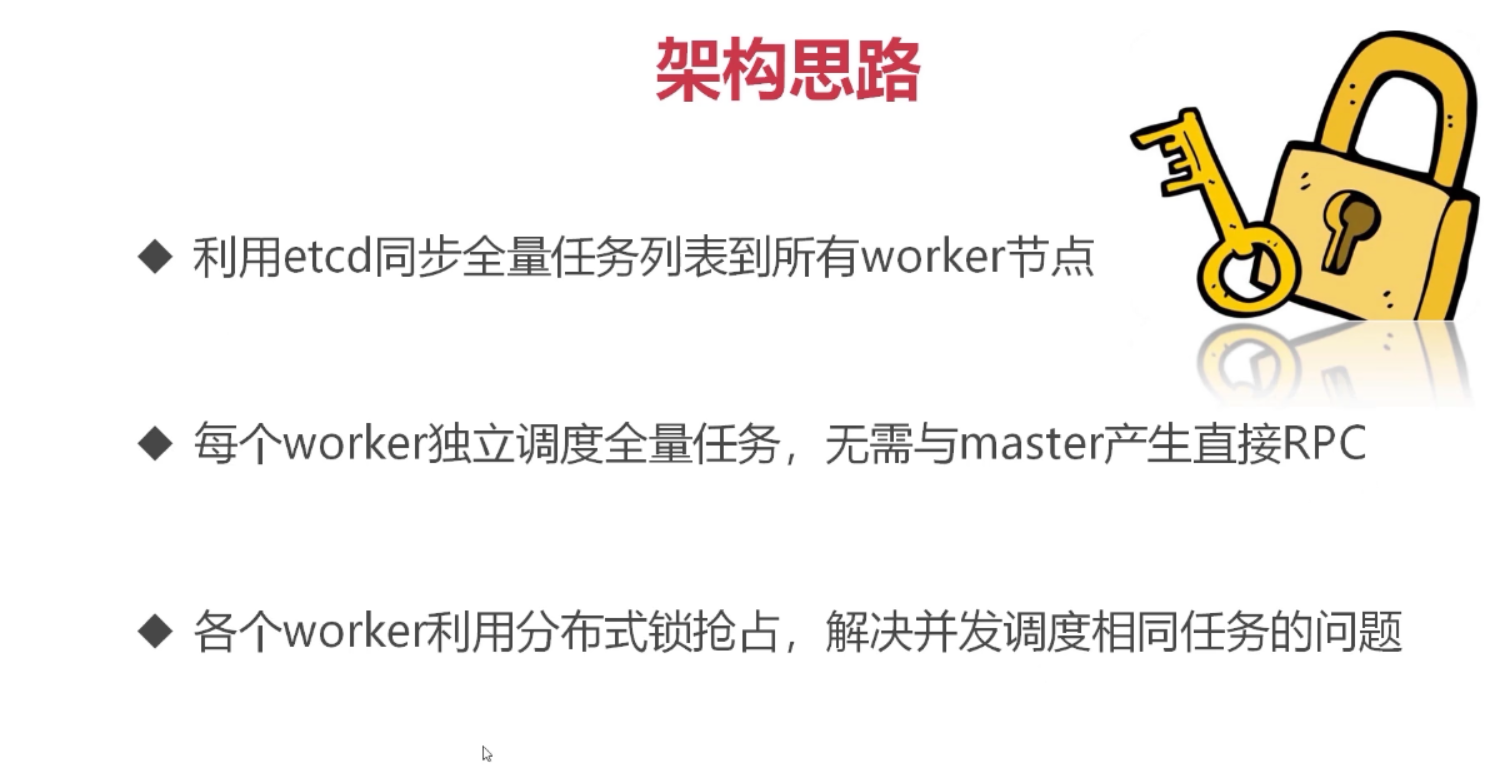 架构思路
利用etcd同步全量任务列表到所有worker节点
每个worker独立调度全量任务，无需与master产生直接RPC
各个worker利用分布式锁抢占，解决并发调度相同任务的问题